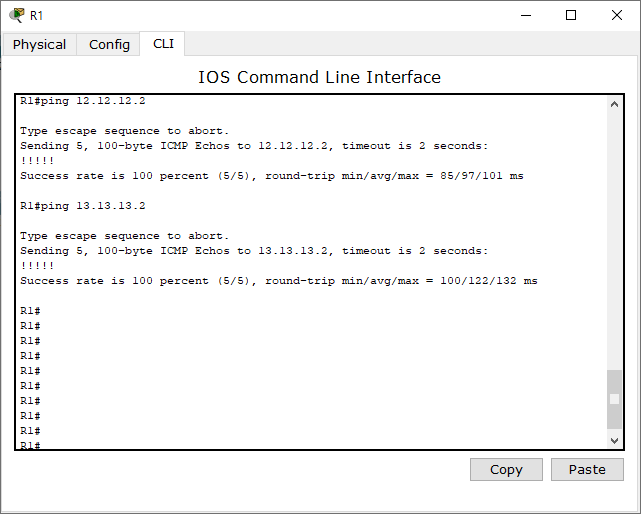 R1
Physical Config CLI
IOS Command Line Interface
R1#ping 12.12.12.2
Type escape sequence to abort.
Sending 5, 100-byte ICMP Echos to 12.12.12.2, timeout is 2 seconds:
!!!!!
Success rate is 100 percent (5/5), round-trip min/avg/max = 85/97/101 ms
R1#ping 13.13.13.2
Type escape sequence to abort.
Sending 5, 100-byte ICMP Echos to 13.13.13.2, timeout is 2 seconds:
!!!!!
Success rate is 100 percent (5/5), round-trip min/avg/max = 100/122/132 ms
R1#
R1#
R1#
R1#
R1#
R1#
R1#
R1#
R1#
R1#
Copy Paste